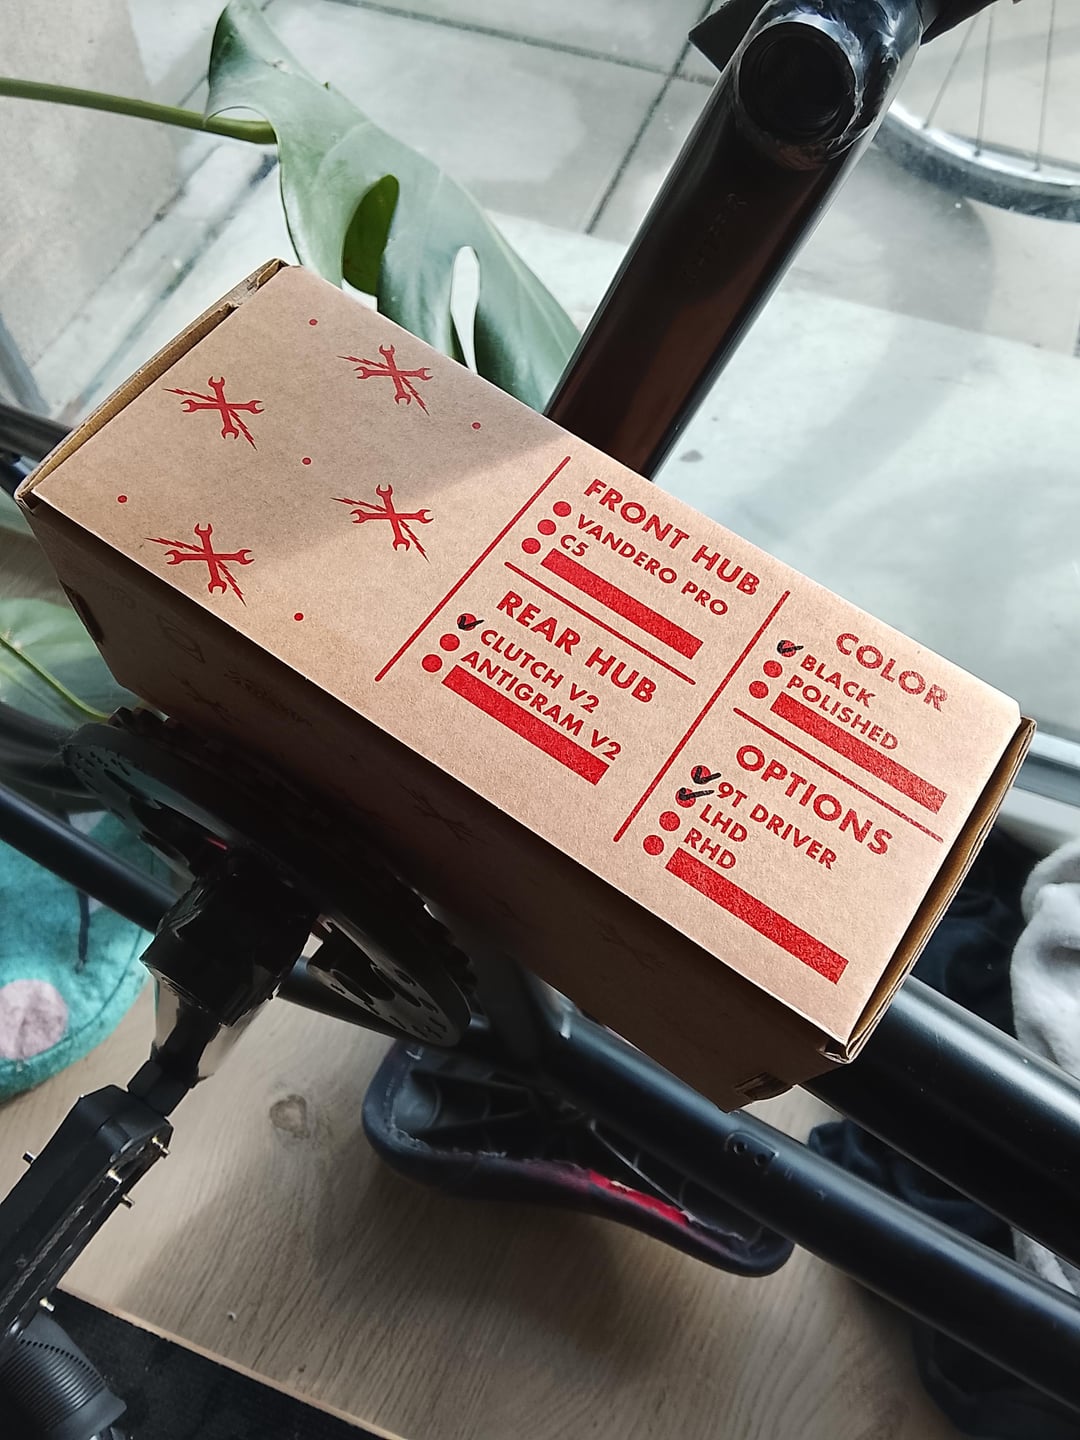 FRONT HUB
VANDERO PRO
C5
REAR HUB
CLUTCH V2
ANTIGRAM V2
COLOR
BLACK
POLISHED
OPTIONS
9T DRIVER
LHD
RHD